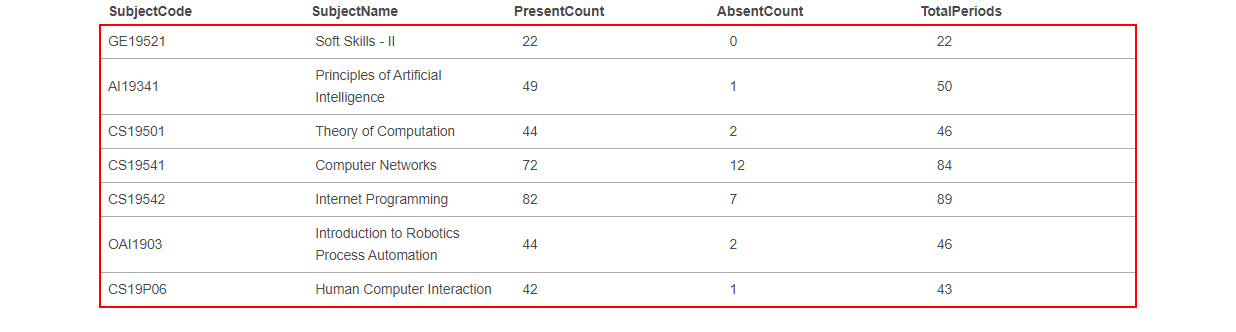 SubjectCode SubjectName PresentCount AbsentCount TotalPeriods
GE19521 Soft Skills - II 22 0 22
Principles of Artificial
AI19341 49 1 50
Intelligence
CS19501 Theory of Computation 44 2 46
CS19541 Computer Networks 72 12 84
CS19542 Internet Programming 82 7 89
Introduction to Robotics
OAI1903 44 2 46
Process Automation
CS19P06 Human Computer Interaction 42 1 43